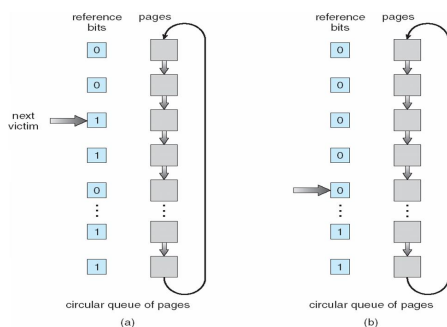 reference pages
bits
0
0
next
victim
1
1
0
1
1
circular queue of pages
(a)
reference pages
bits
0
0
0
0
0
1
1
circular queue of pages
(b)